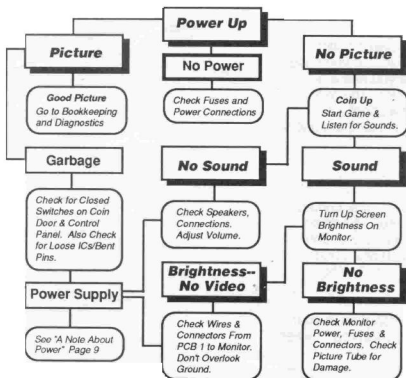 Power Up
Picture
No Power
No Picture
Good Picture
Go to Bookkeeping
and Diagnostics
Check Fuses and
Power Connections
Coin Up
Start Game &
Listen for Sounds.
Garbage
No Sound
Sound
Check for Closed
Switches on Coin
Door & Control
Panel. Also Check
for Loose ICs/Bent
Pins.
Check Speakers,
Connections.
Adjust Volume.
Turn Up Screen
Brightness On
Monitor.
Power Supply
Brightness--
No Video
No
Brightness
See "A Note About
Power" Page 9
Check Wires &
Connectors From
PCB 1 to Monitor.
Don't Overlook
Ground.
Check Monitor
Power, Fuses &
Connectors. Check
Picture Tube for
Damage.